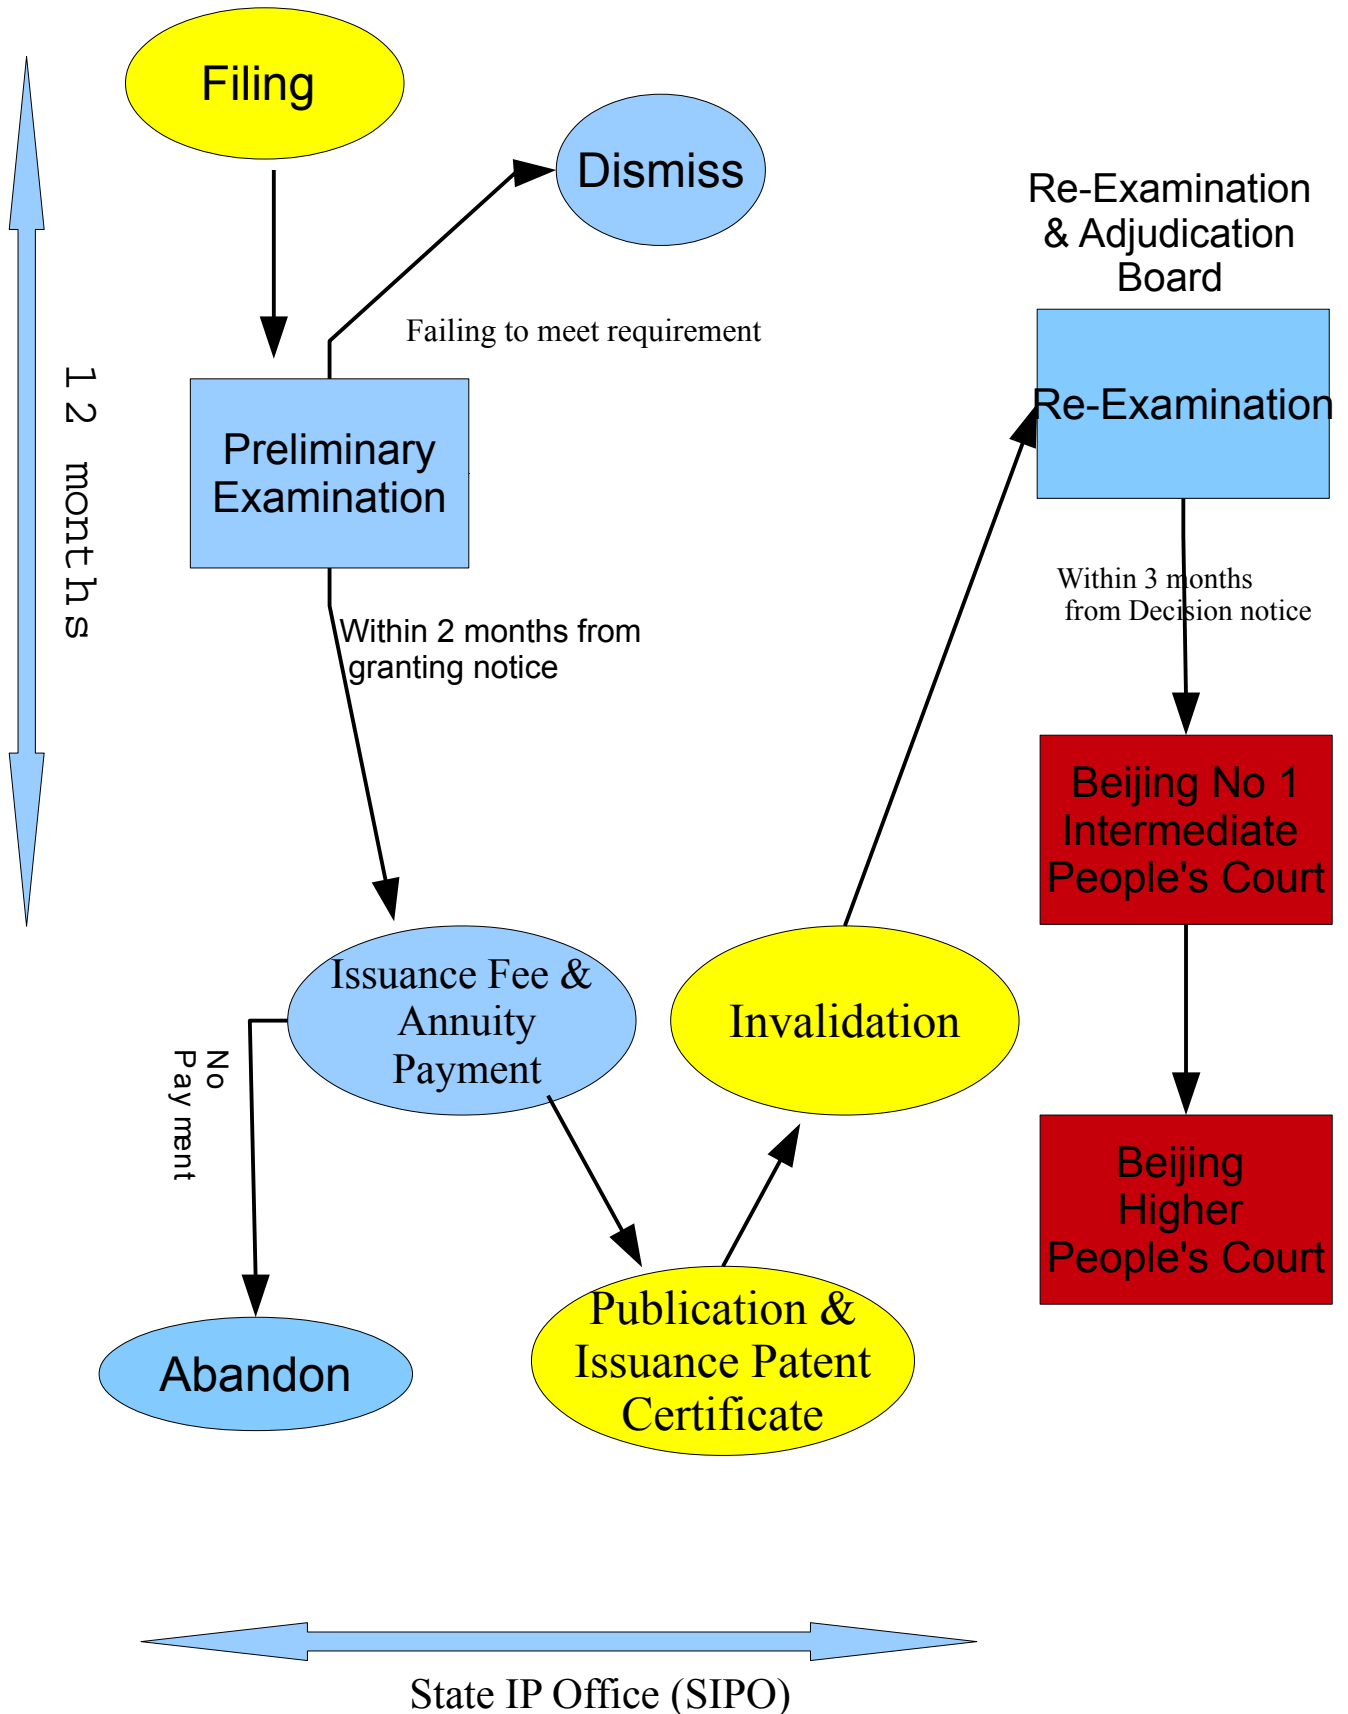 Filing
Dismiss
Re-Examination
& Adjudication
Board
Failing to meet requirement
Re-Examination
12 months
Preliminary
Examination
Within 3 months
from Decision notice
Within 2 months from
granting notice
Beijing No 1
Intermediate
People's Court
Issuance Fee &
Annuity
Payment
Invalidation
No
Payment
Beijing
Higher
People's Court
Publication &
Issuance Patent
Certificate
Abandon
State IP Office (SIPO)